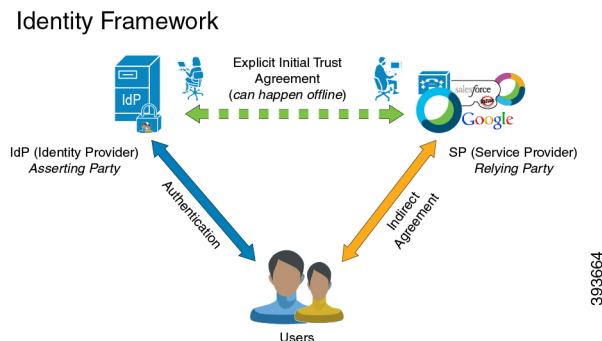 Identity Framework
Explicit Initial Trust
Agreement
(can happen offline)
IdP
salesforce
Google
IdP (Identity Provider)
Asserting Party
SP (Service Provider)
Relying Party
Authentication
Indirect
Agreement
Users
393664